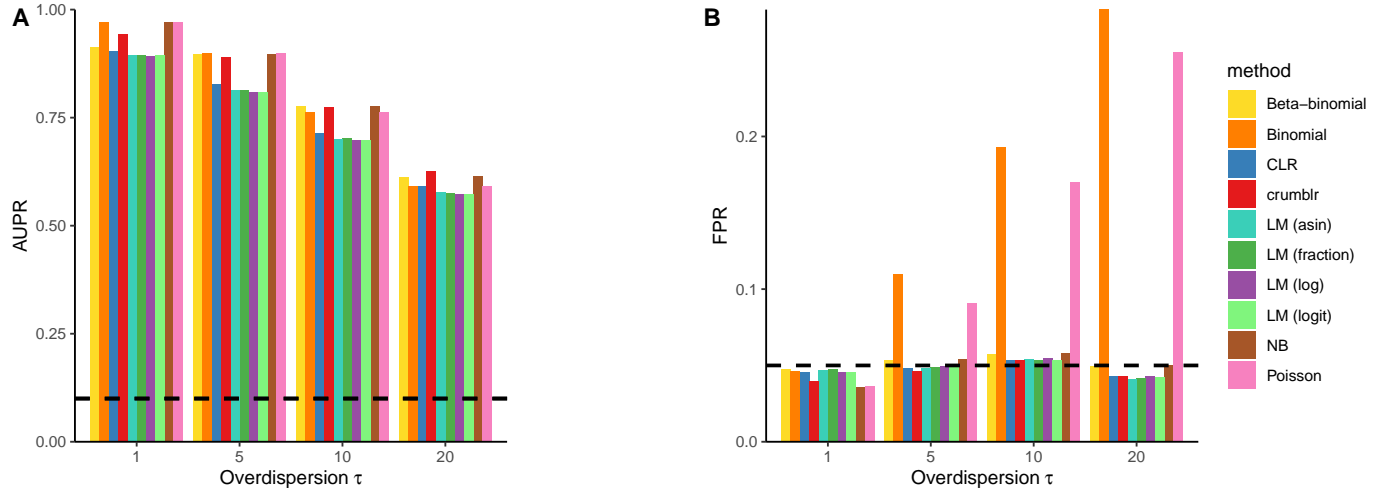 A
AUPR
1.00
0.75
0.50
0.25
0.00
1
5
10
20
Overdispersion τ
B
FPR
0.2
0.1
0.0
1
5
10
20
Overdispersion τ
method
Beta−binomial
Binomial
CLR
crumblr
LM (asin)
LM (fraction)
LM (log)
LM (logit)
NB
Poisson